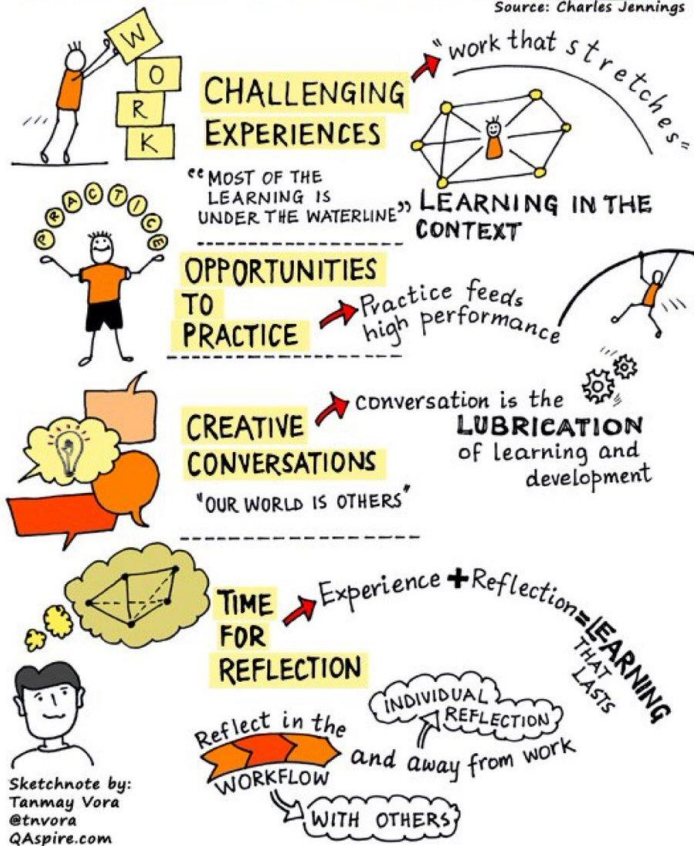 Source: Charles Jennings
W
O
R
K
CHALLENGING
EXPERIENCES
"work that stretches"
"MOST OF THE
LEARNING IS
UNDER THE WATERLINE"
LEARNING IN THE
CONTEXT
PRACTICE
OPPORTUNITIES
TO
PRACTICE
Practice feeds
high performance
CREATIVE
CONVERSATIONS
"OUR WORLD IS OTHERS"
conversation is the
LUBRICATION
of learning and
development
TIME
FOR
REFLECTION
Experience + Reflection = LEARNING
THAT
LASTS
Reflect in the
WORKFLOW
and away from work
INDIVIDUAL
REFLECTION
WITH OTHERS
Sketchnote by:
Tanmay Vora
@tnvora
QAspire.com